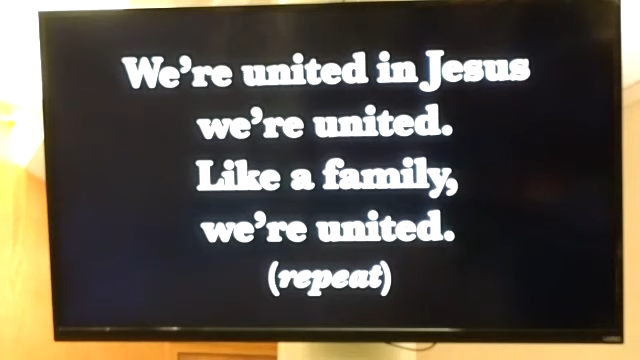 We're united in Jesus
we're united.
Like a family,
we're united.
(repeat)